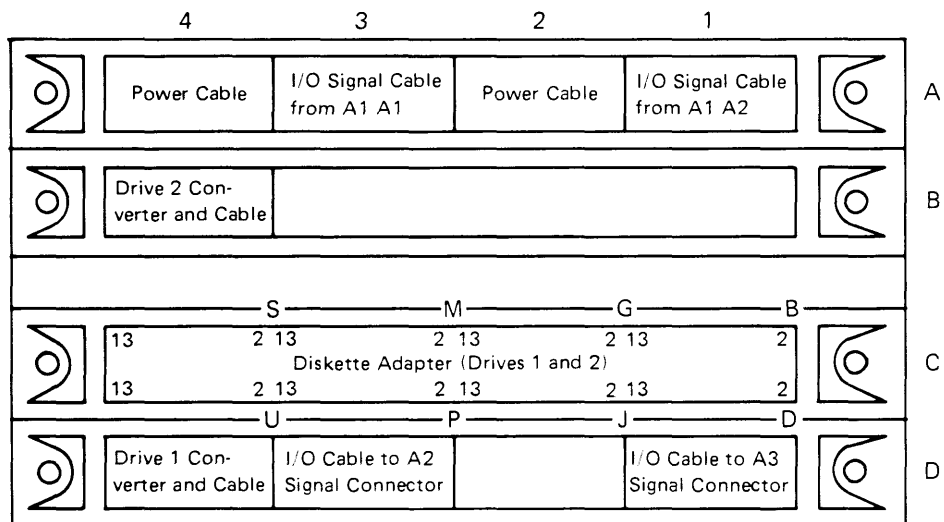 4 3 2 1
Power Cable
I/O Signal Cable
from A1 A1
Power Cable
I/O Signal Cable
from A1 A2
A
Drive 2 Con-
verter and Cable
B
S M G B
13 2 13 2 13 2 13 2
Diskette Adapter (Drives 1 and 2)
13 2 13 2 13 2 13 2
C
U P J D
Drive 1 Con-
verter and Cable
I/O Cable to A2
Signal Connector
I/O Cable to A3
Signal Connector
D